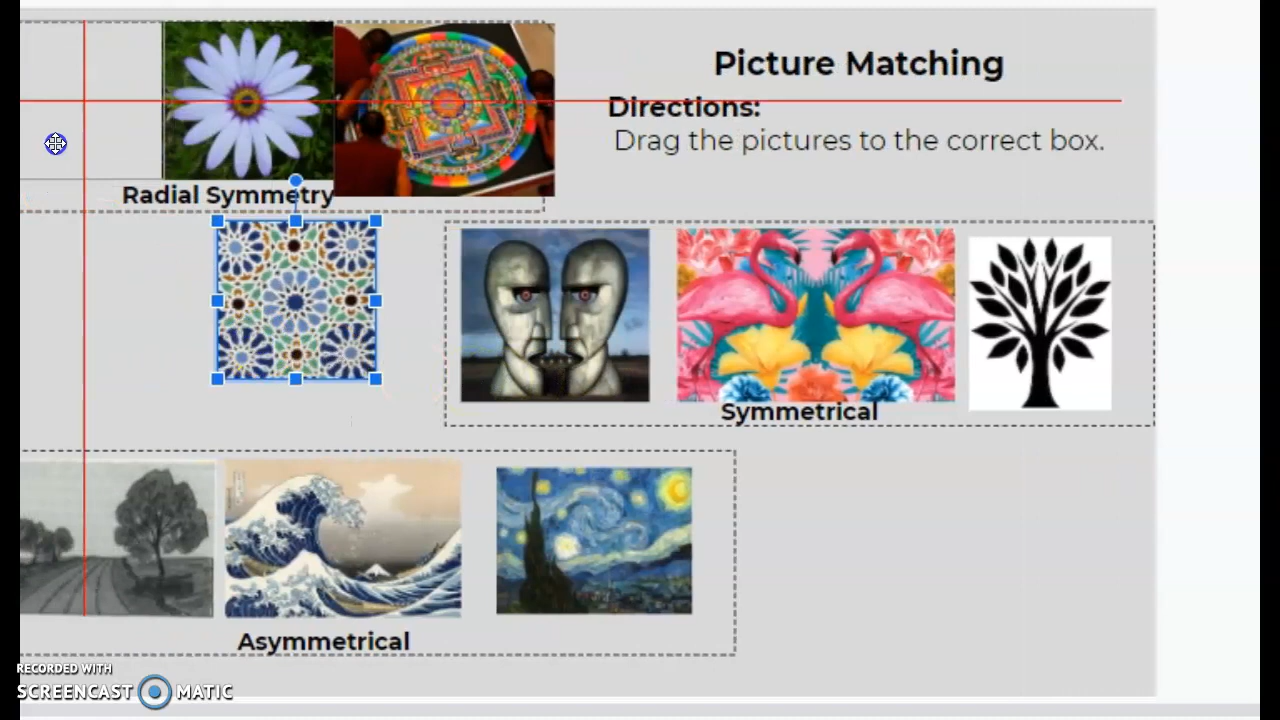 Picture Matching
Directions:
Drag the pictures to the correct box.
Radial Symmetry
Symmetrical
Asymmetrical
RECORDED WITH
SCREENCAST MATIC